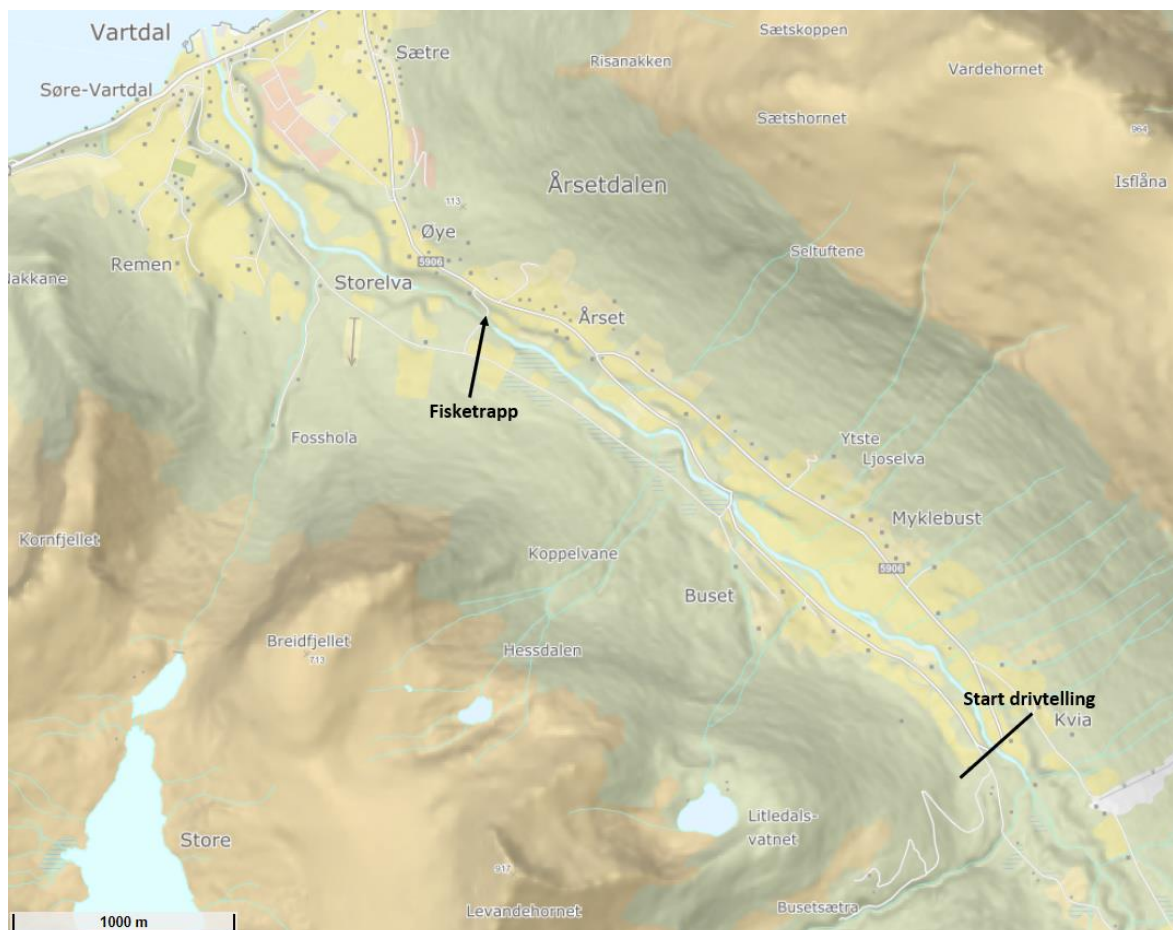 Vartdal
Sætre
Sætskoppen
Risanakken
Vardehornet
Søre-Vartdal
Sætshornet
964
Isflåna
Årsetdalen
113
Øye
Seltuftene
Remen
5906
Nakkane
Storelva
Årset
Fisketrapp
Fosshola
Ytste
Ljoselva
Myklebust
Kornfjellet
Koppelvane
5906
Buset
Breidfjellet
713
Hessdalen
Start drivtelling
Kvia
Litledals-
vatnet
Store
917
Levandehornet
Busetsætra
1000 m